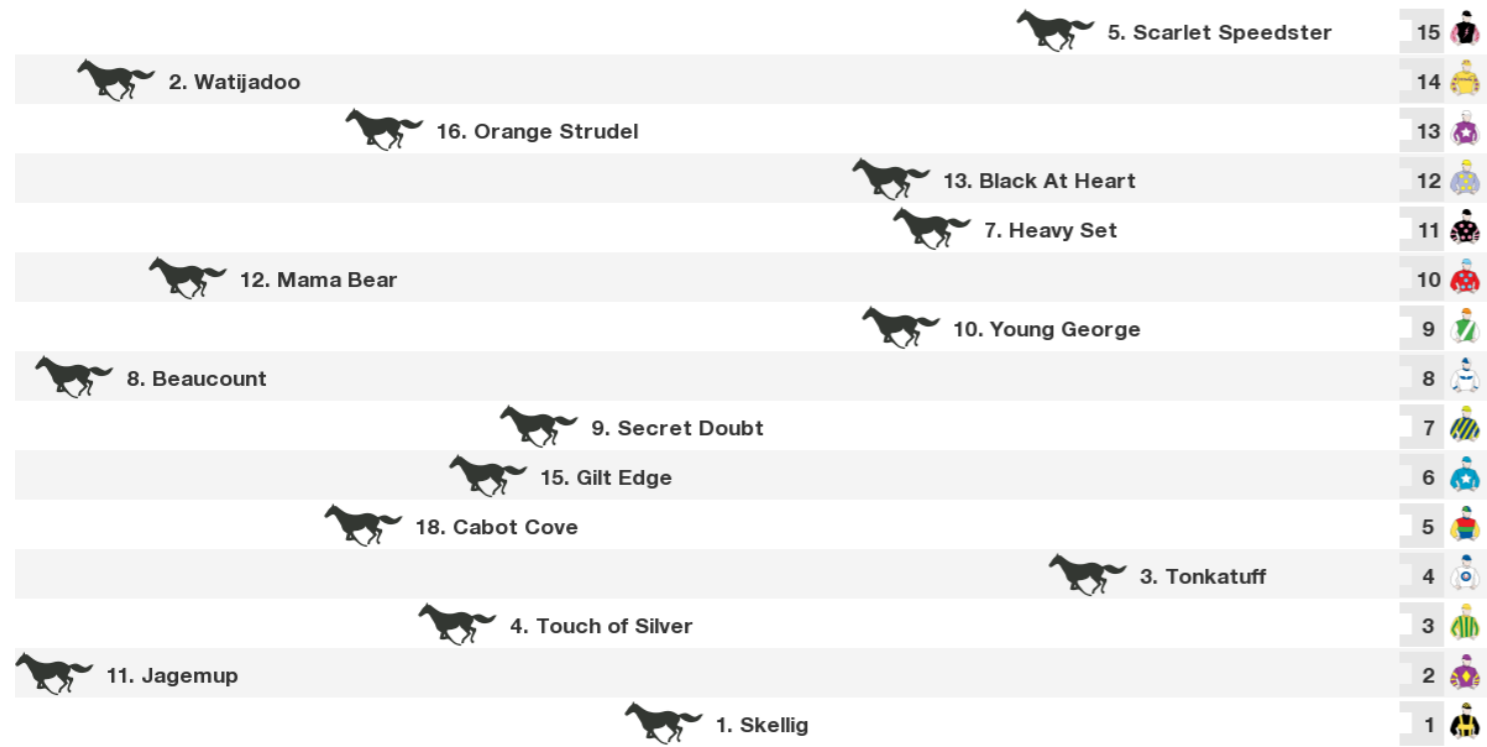 5. Scarlet Speedster 15
2. Watijadoo 14
16. Orange Strudel 13
13. Black At Heart 12
7. Heavy Set 11
12. Mama Bear 10
10. Young George 9
8. Beaucount 8
9. Secret Doubt 7
15. Gilt Edge 6
18. Cabot Cove 5
3. Tonkatuff 4
4. Touch of Silver 3
11. Jagemup 2
1. Skellig 1